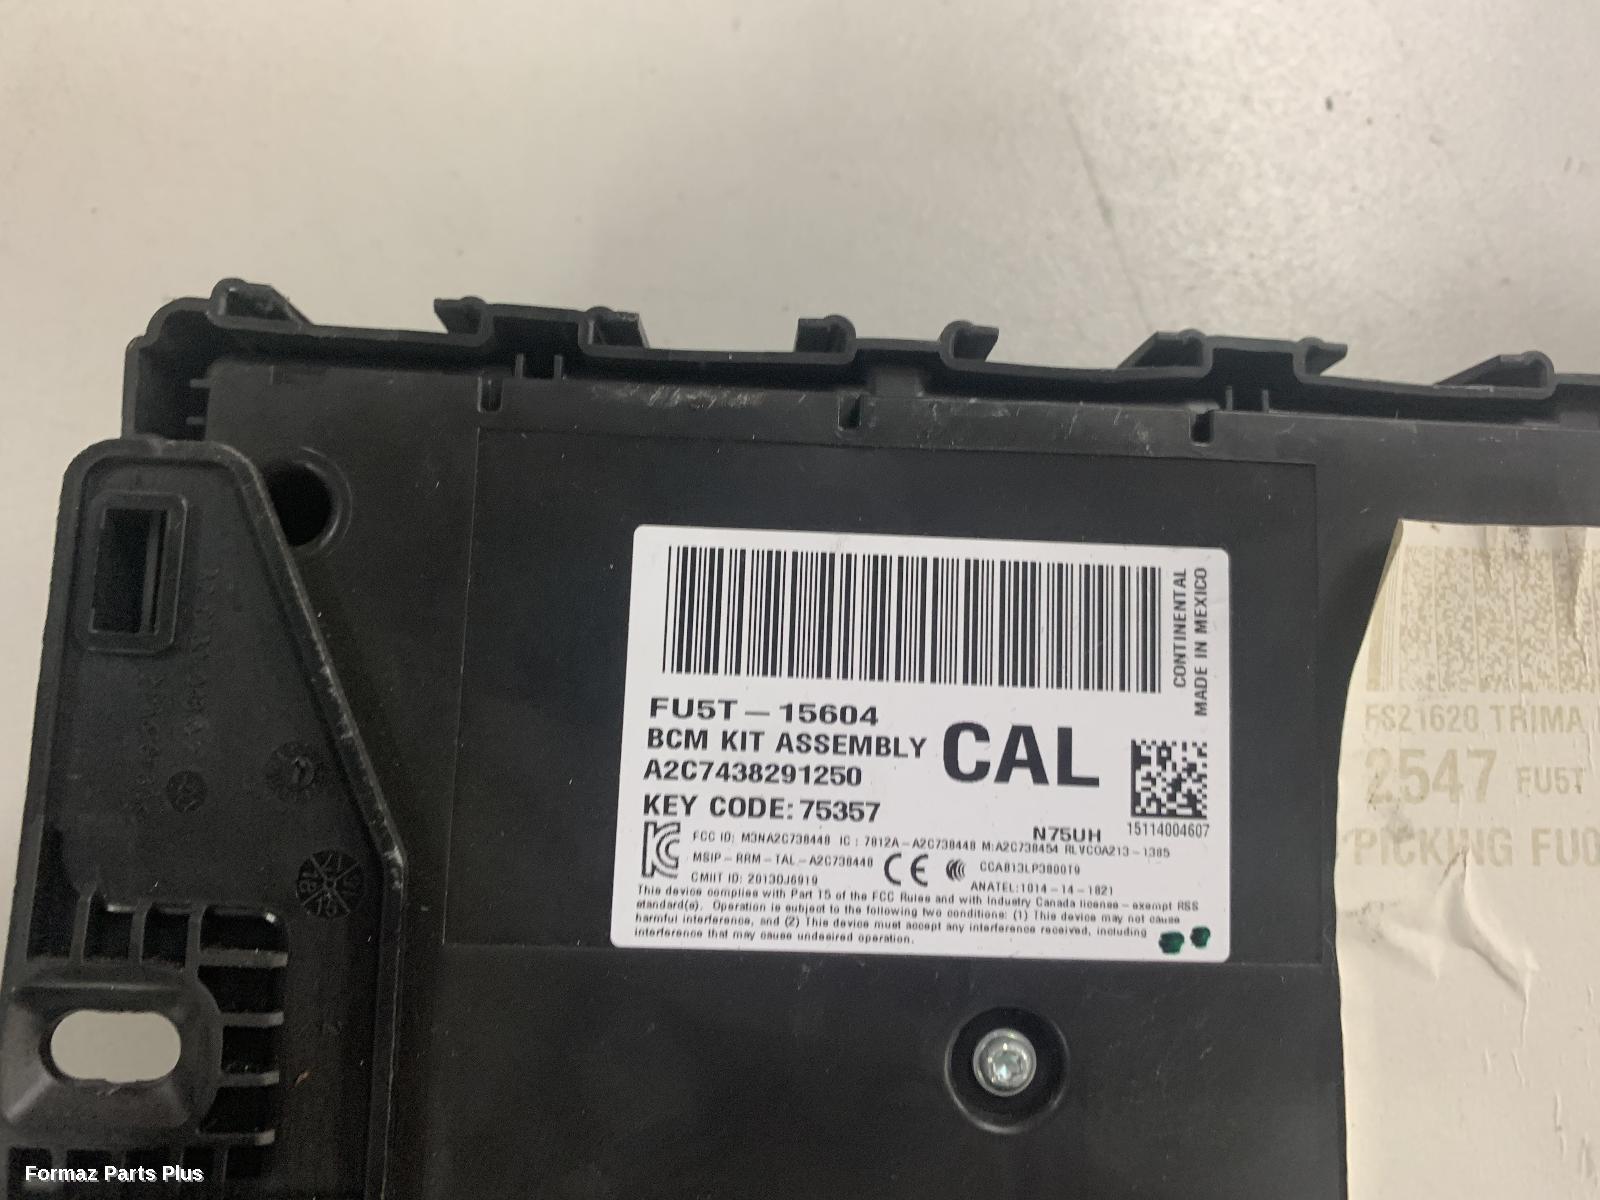 CONTINENTAL
MADE IN MEXICO
FU5T-15604
BCM KIT ASSEMBLY
A2C7438291250
CAL
KEY CODE: 75357
N75UH
15114004607
FCC ID: M3NA2C738448 IC: 7812A-A2C738448 M:A2C738454 RLVCOA213-1385
MSIP-RRM-TAL-A2C738448
CE
CCA813LP3800T9
CMIIT ID: 2013DJ6919
ANATEL:1014-14-1821
This device complies with Part 15 of the FCC Rules and with Industry Canada license-exempt RSS
standard(s). Operation is subject to the following two conditions: (1) This device may not cause
harmful interference, and (2) This device must accept any interference received, including
interference that may cause undesired operation.
FS21620 TRIMA
2547 FU5T
PICKING FU
Formaz Parts Plus